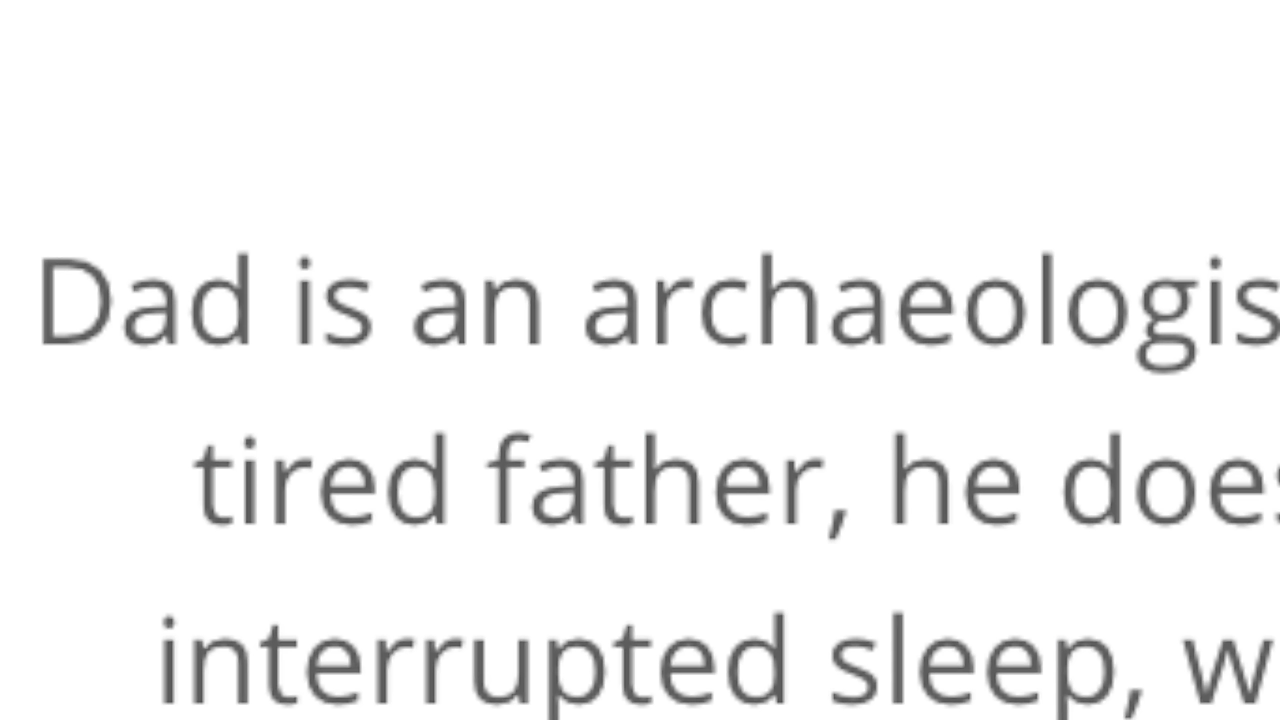 Dad is an archaeologis
tired father, he does
interrupted sleep, w